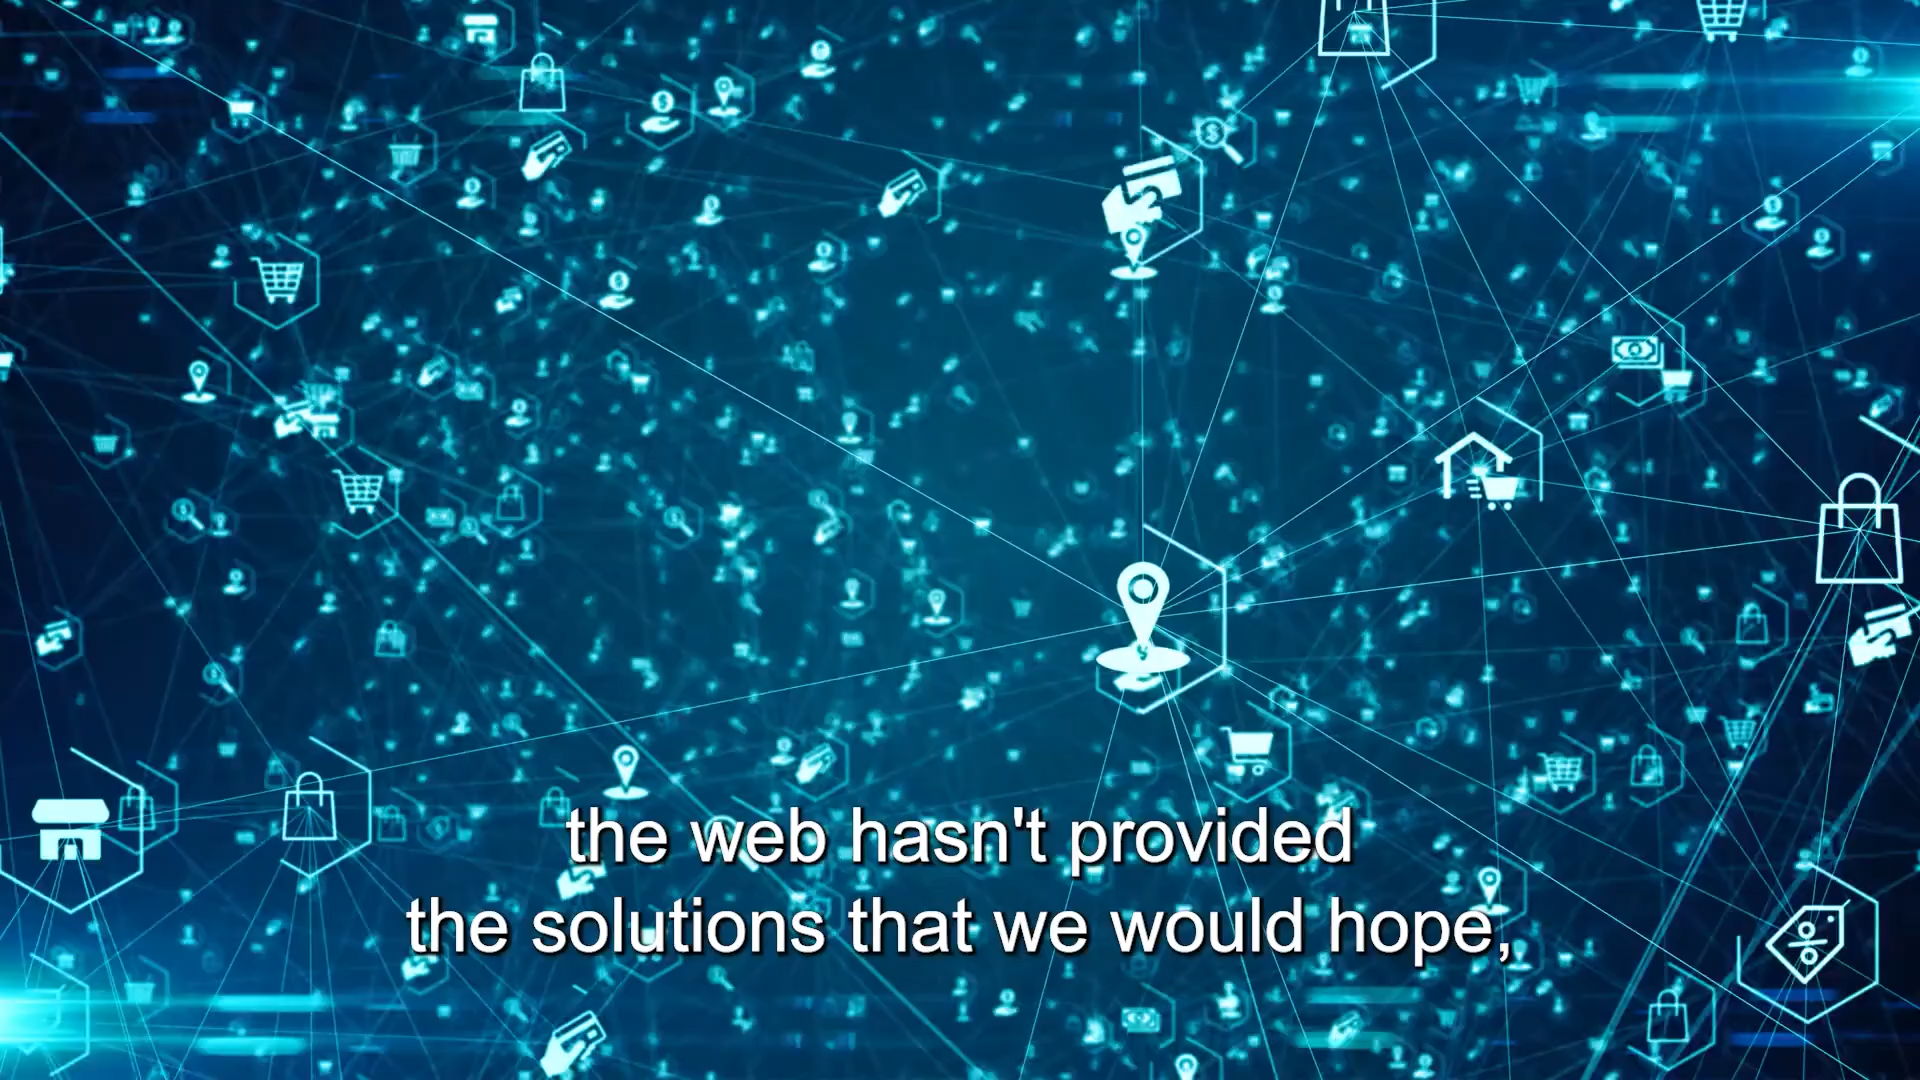 the web hasn't provided
the solutions that we would hope,